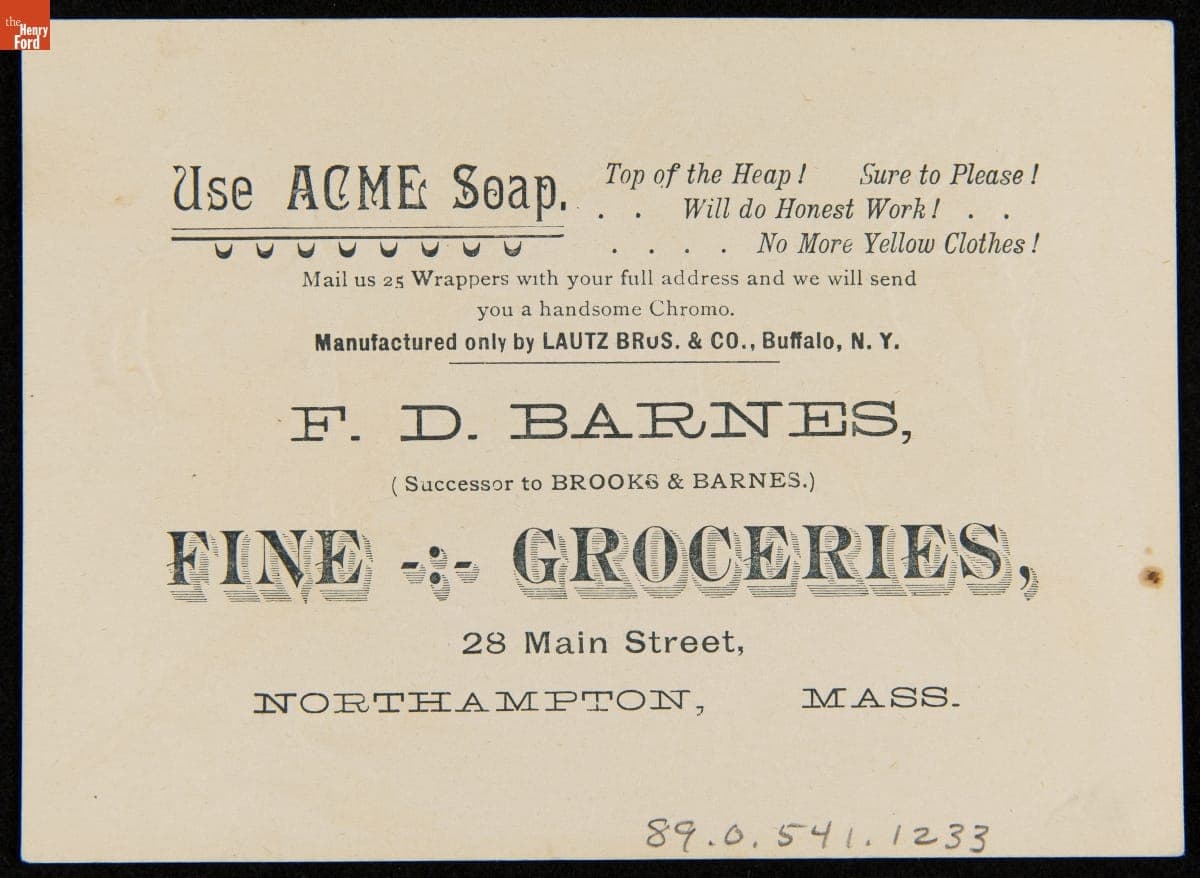 the
Henry
Ford
Use ACME Soap.
Top of the Heap! Sure to Please!
. . Will do Honest Work! . .
. . . . No More Yellow Clothes!
Mail us 25 Wrappers with your full address and we will send
you a handsome Chromo.
Manufactured only by LAUTZ BROS. & CO., Buffalo, N. Y.
F. D. BARNES,
(Successor to BROOKS & BARNES.)
FINE GROCERIES,
28 Main Street,
NORTHAMPTON, MASS.
89.0.541.1233